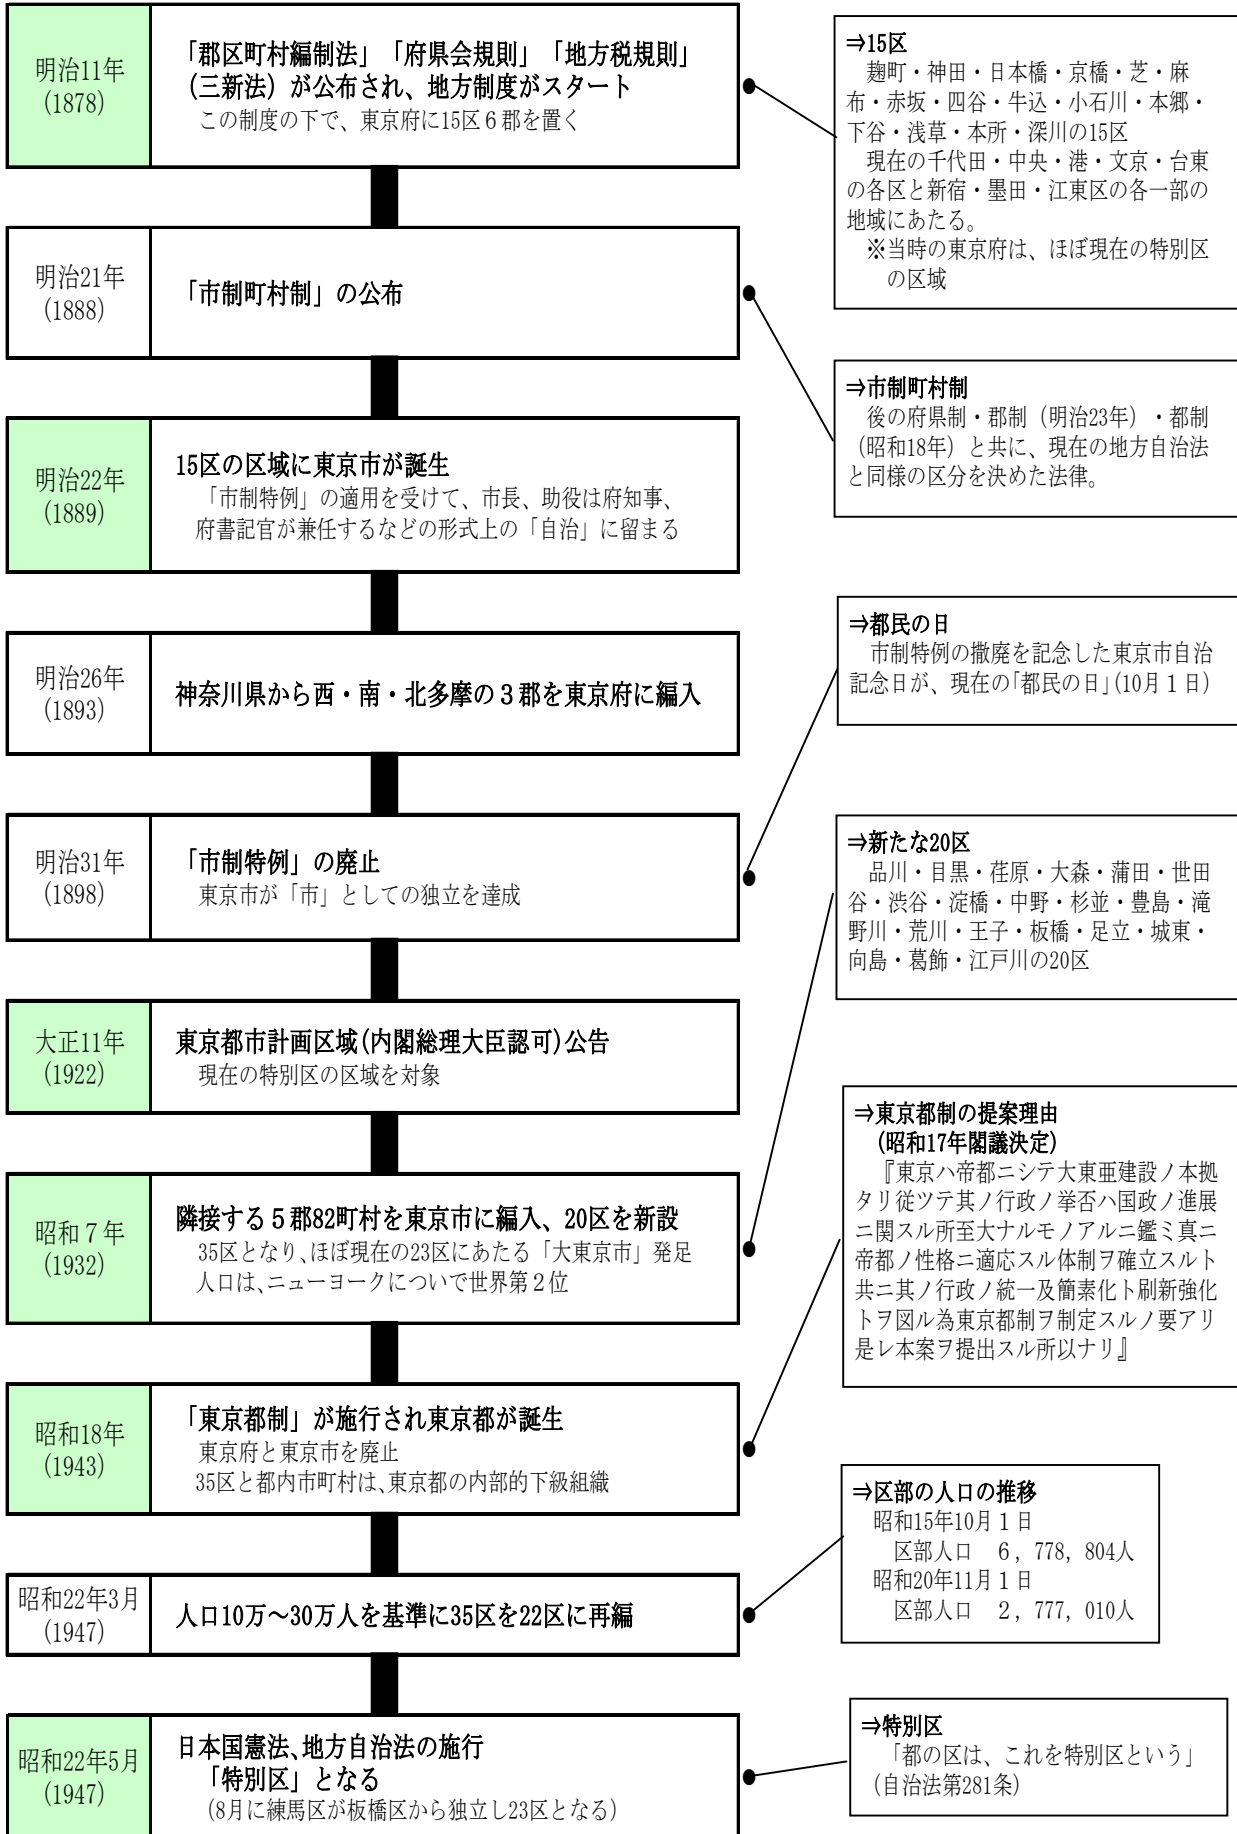 明治11年
(1878)
「郡区町村編制法」「府県会規則」「地方税規則」
(三新法)が公布され、地方制度がスタート
この制度の下で、東京府に15区６郡を置く
⇒15区
麹町・神田・日本橋・京橋・芝・麻
布・赤坂・四谷・牛込・小石川・本郷・
下谷・浅草・本所・深川の15区
現在の千代田・中央・港・文京・台東
の各区と新宿・墨田・江東区の各一部の
地域にあたる。
※当時の東京府は、ほぼ現在の特別区
の区域
明治21年
(1888)
「市制町村制」の公布
⇒市制町村制
後の府県制・郡制（明治23年）・都制
（昭和18年）と共に、現在の地方自治法
と同様の区分を決めた法律。
明治22年
(1889)
15区の区域に東京市が誕生
「市制特例」の適用を受けて、市長、助役は府知事、
府書記官が兼任するなどの形式上の「自治」に留まる
明治26年
(1893)
神奈川県から西・南・北多摩の３郡を東京府に編入
⇒都民の日
市制特例の撤廃を記念した東京市自治
記念日が、現在の「都民の日」(10月１日)
明治31年
(1898)
「市制特例」の廃止
東京市が「市」としての独立を達成
⇒新たな20区
品川・目黒・荏原・大森・蒲田・世田
谷・渋谷・淀橋・中野・杉並・豊島・滝
野川・荒川・王子・板橋・足立・城東・
向島・葛飾・江戸川の20区
大正11年
(1922)
東京都市計画区域(内閣総理大臣認可)公告
現在の特別区の区域を対象
⇒東京都制の提案理由
(昭和17年閣議決定)
『東京ハ帝都ニシテ大東亜建設ノ本拠
タリ従ツテ其ノ行政ノ挙否ハ国政ノ進展
ニ関スル所至大ナルモノアルニ鑑ミ真ニ
帝都ノ性格ニ適応スル体制ヲ確立スルト
共ニ其ノ行政ノ統一及簡素化ト刷新強化
トヲ図ル為東京都制ヲ制定スルノ要アリ
是レ本案ヲ提出スル所以ナリ』
昭和７年
(1932)
隣接する５郡82町村を東京市に編入、20区を新設
35区となり、ほぼ現在の23区にあたる「大東京市」発足
人口は、ニューヨークについで世界第２位
昭和18年
(1943)
「東京都制」が施行され東京都が誕生
東京府と東京市を廃止
35区と都内市町村は、東京都の内部的下級組織
⇒区部の人口の推移
昭和15年10月１日
区部人口　６，７７８，８０４人
昭和20年11月１日
区部人口　２，７７７，０１０人
昭和22年3月
(1947)
人口10万～30万人を基準に35区を22区に再編
昭和22年5月
(1947)
日本国憲法、地方自治法の施行
「特別区」となる
(8月に練馬区が板橋区から独立し23区となる)
⇒特別区
「都の区は、これを特別区という」
(自治法第281条)